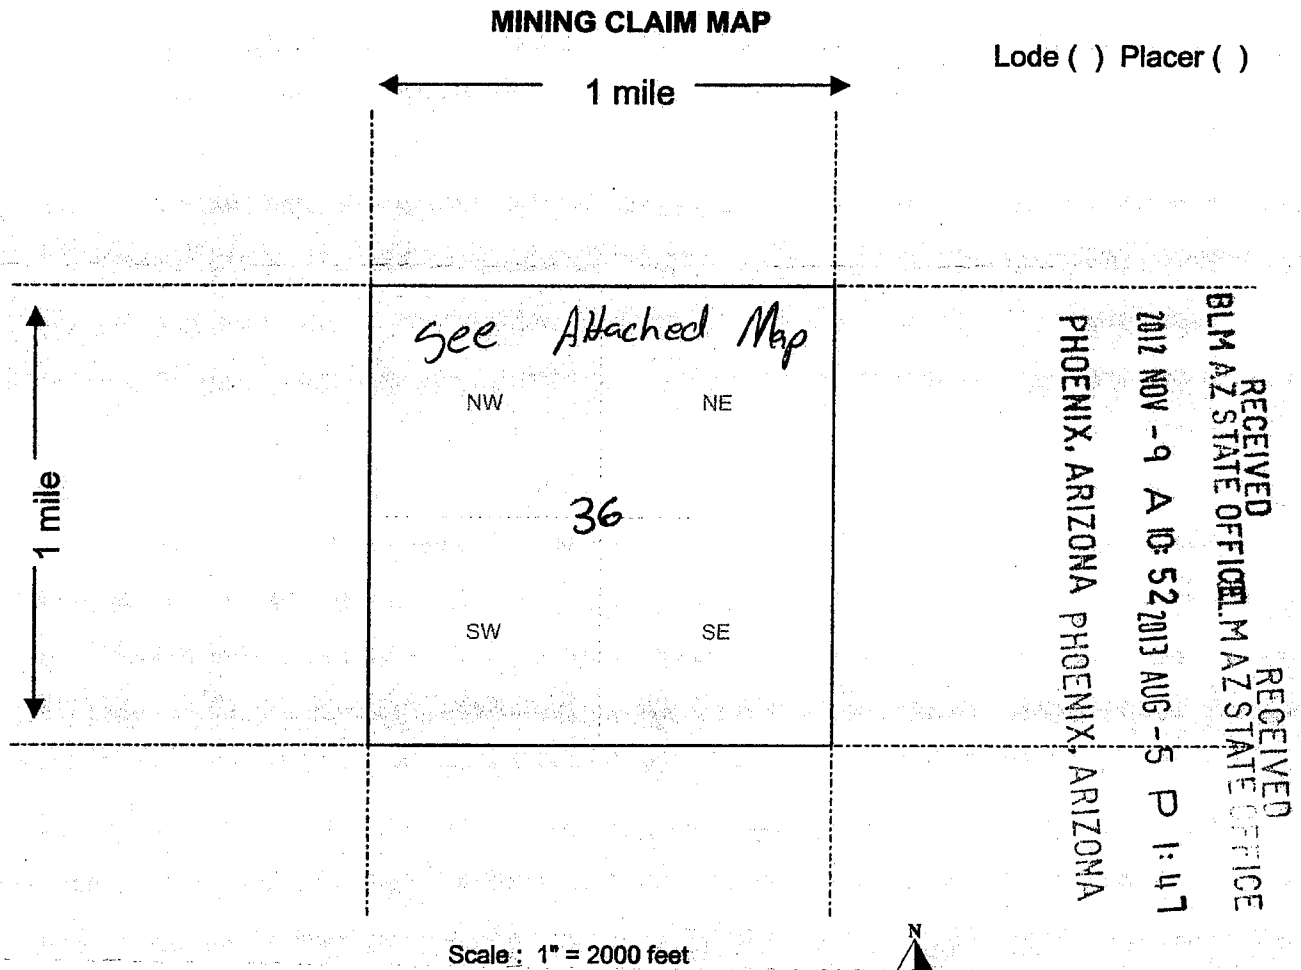 MINING CLAIM MAP
Lode ( ) Placer ( )
1 mile
See Attached Map
NW NE
1 mile
36
SW SE
RECEIVED
BLM AZ STATE OFFICE
2012 NOV -9 A 10:52
PHOENIX, ARIZONA
RECEIVED
BLM AZ STATE OFFICE
2013 AUG -5 P 1:47
PHOENIX, ARIZONA
N
Scale : 1" = 2000 feet